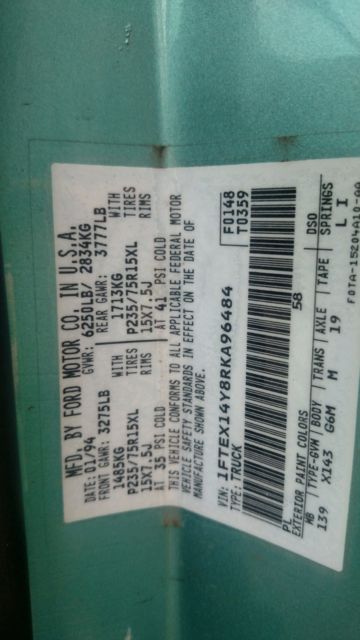 MFD. BY FORD MOTOR CO. IN U.S.A.
DATE: 01/94 GVWR: 6250LB/ 2834KG
FRONT GAWR: 3275LB REAR GAWR: 3777LB
1485KG WITH 1713KG WITH
P235/75R15XL TIRES P235/75R15XL TIRES
15X7.5J RIMS 15X7.5J RIMS
AT 35 PSI COLD AT 41 PSI COLD
THIS VEHICLE CONFORMS TO ALL APPLICABLE FEDERAL MOTOR
VEHICLE SAFETY STANDARDS IN EFFECT ON THE DATE OF
MANUFACTURE SHOWN ABOVE.
VIN: 1FTEX14Y8RKA96484 F0148
TYPE: TRUCK T0359
PL 58
EXTERIOR PAINT COLORS DSO
WB TYPE-GVM BODY TRANS AXLE TAPE SPRINGS
139 X143 G6M M 19 L I